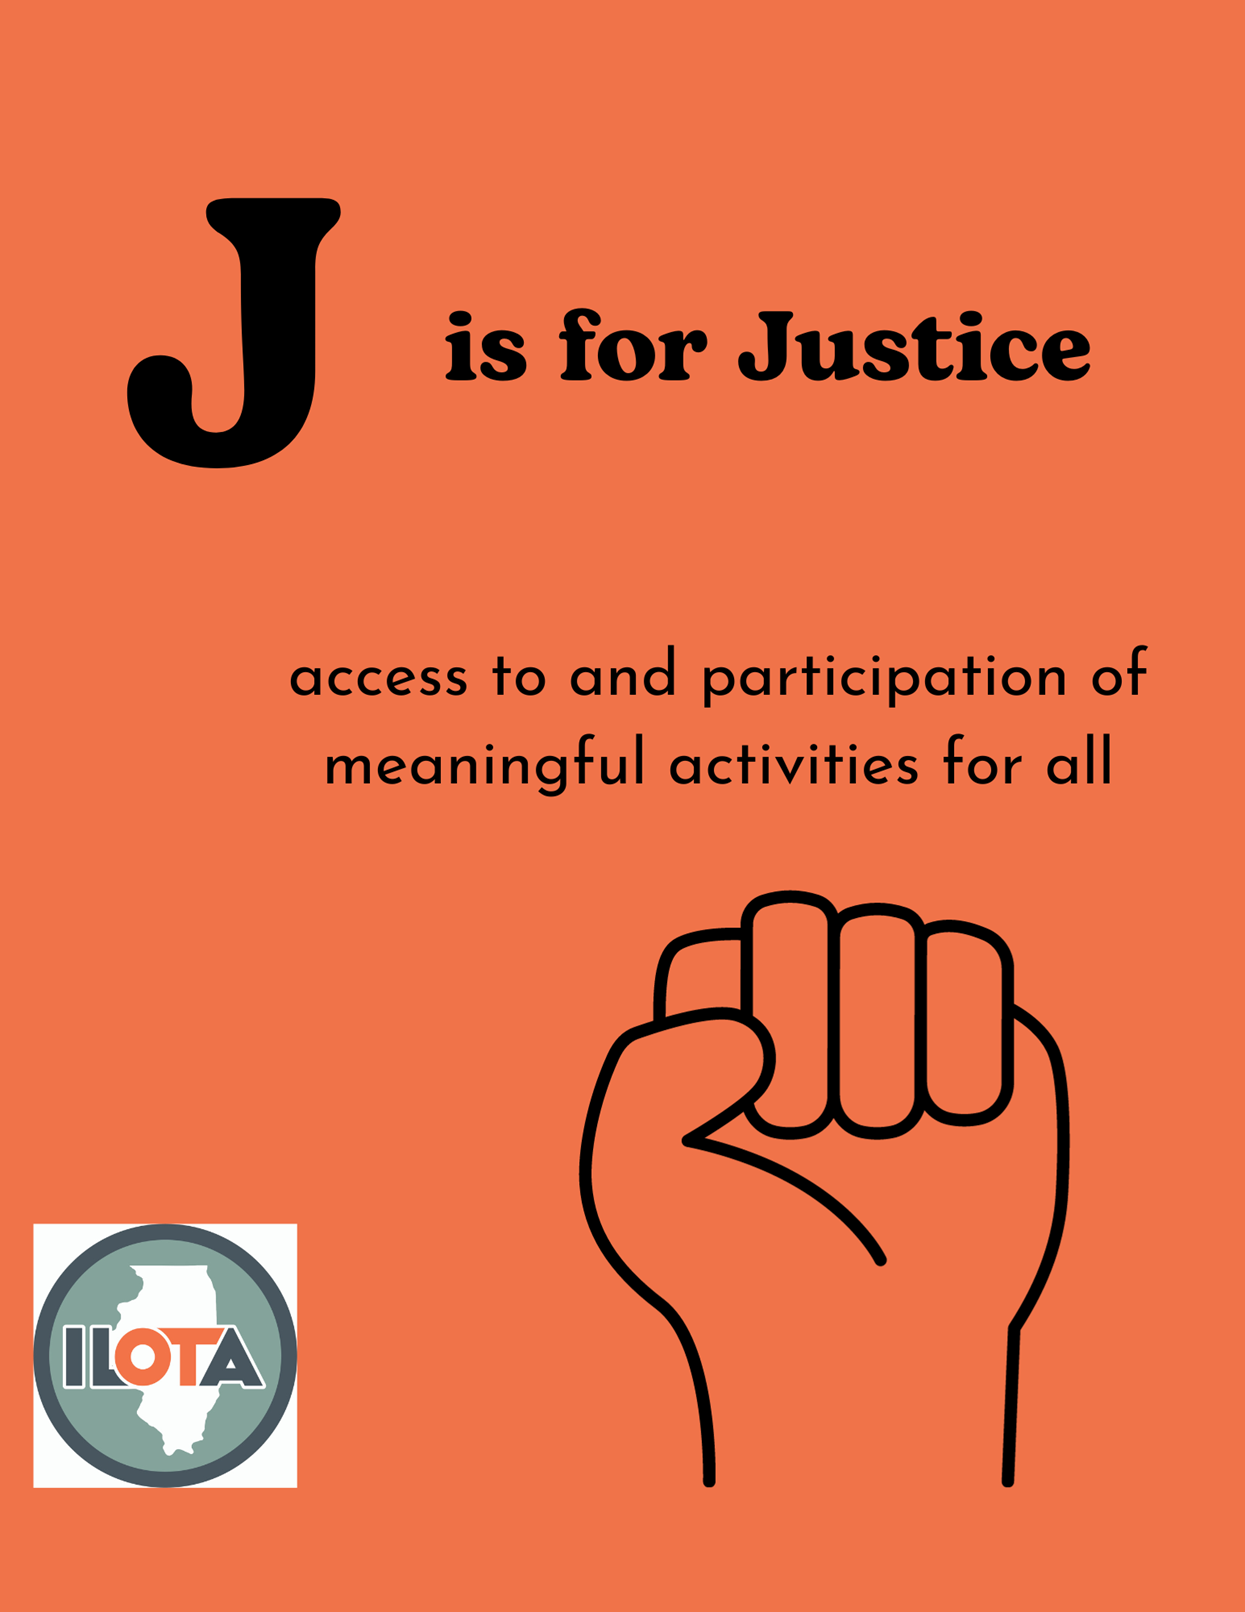 J
is for Justice
access to and participation of
meaningful activities for all
ILOTA